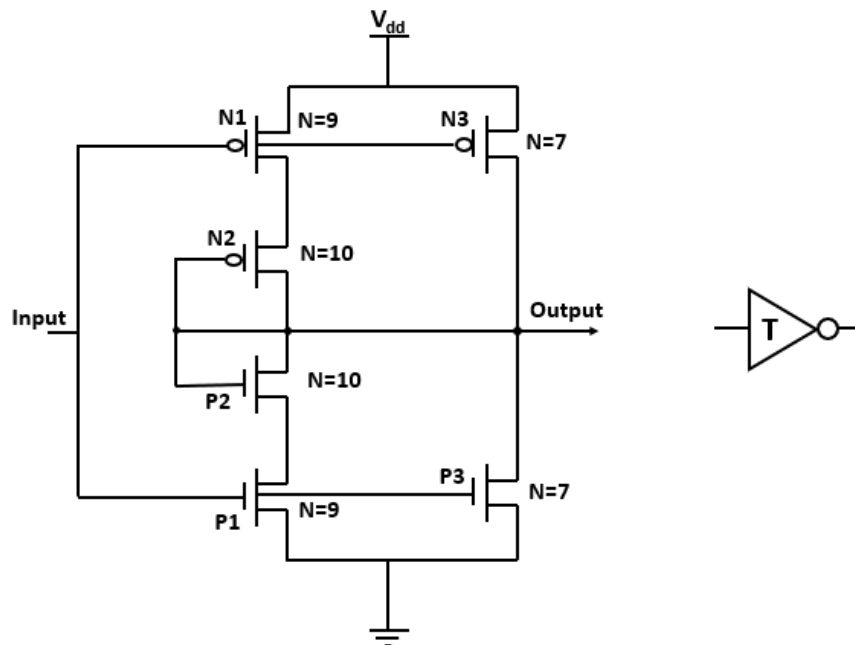 Vdd
N1 N=9 N3 N=7
N2 N=10
Input Output T
P2 N=10
P3 N=7
P1 N=9